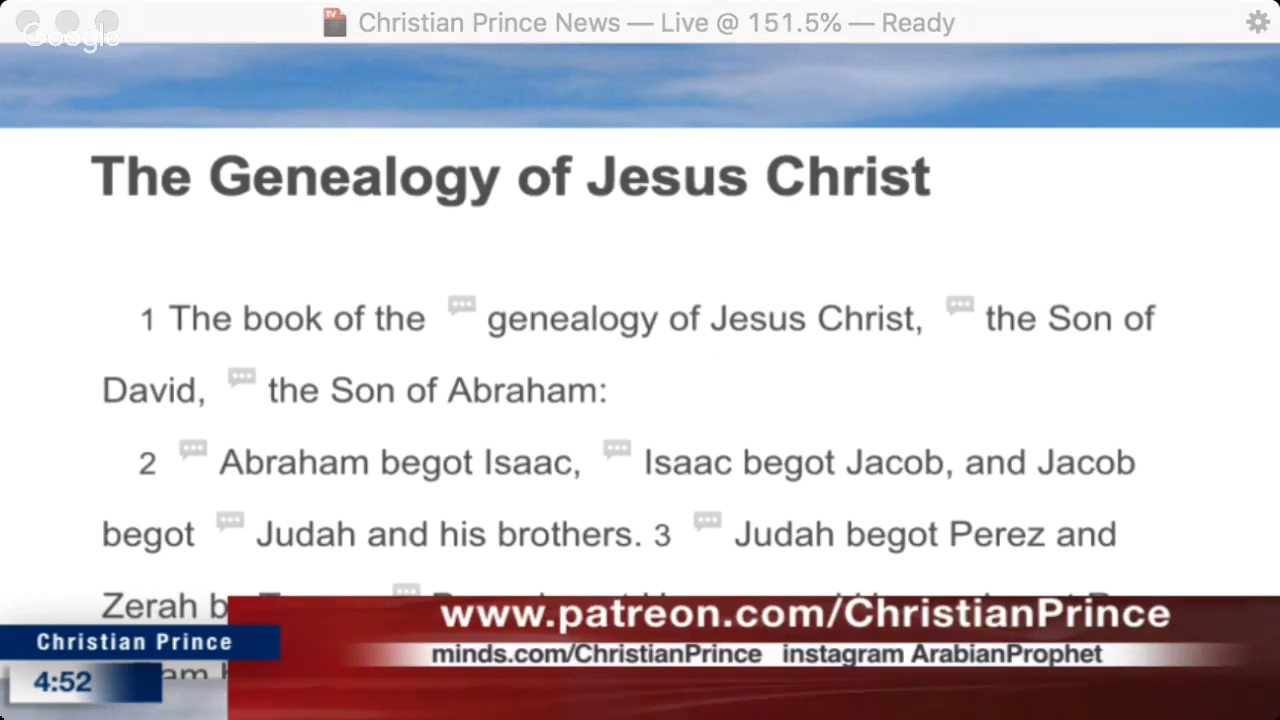 TV Christian Prince News — Live @ 151.5% — Ready
Google
The Genealogy of Jesus Christ
1 The book of the genealogy of Jesus Christ, the Son of
David, the Son of Abraham:
2 Abraham begot Isaac, Isaac begot Jacob, and Jacob
begot Judah and his brothers. 3 Judah begot Perez and
Zerah
www.patreon.com/ChristianPrince
Christian Prince
minds.com/ChristianPrince instagram ArabianProphet
4:52